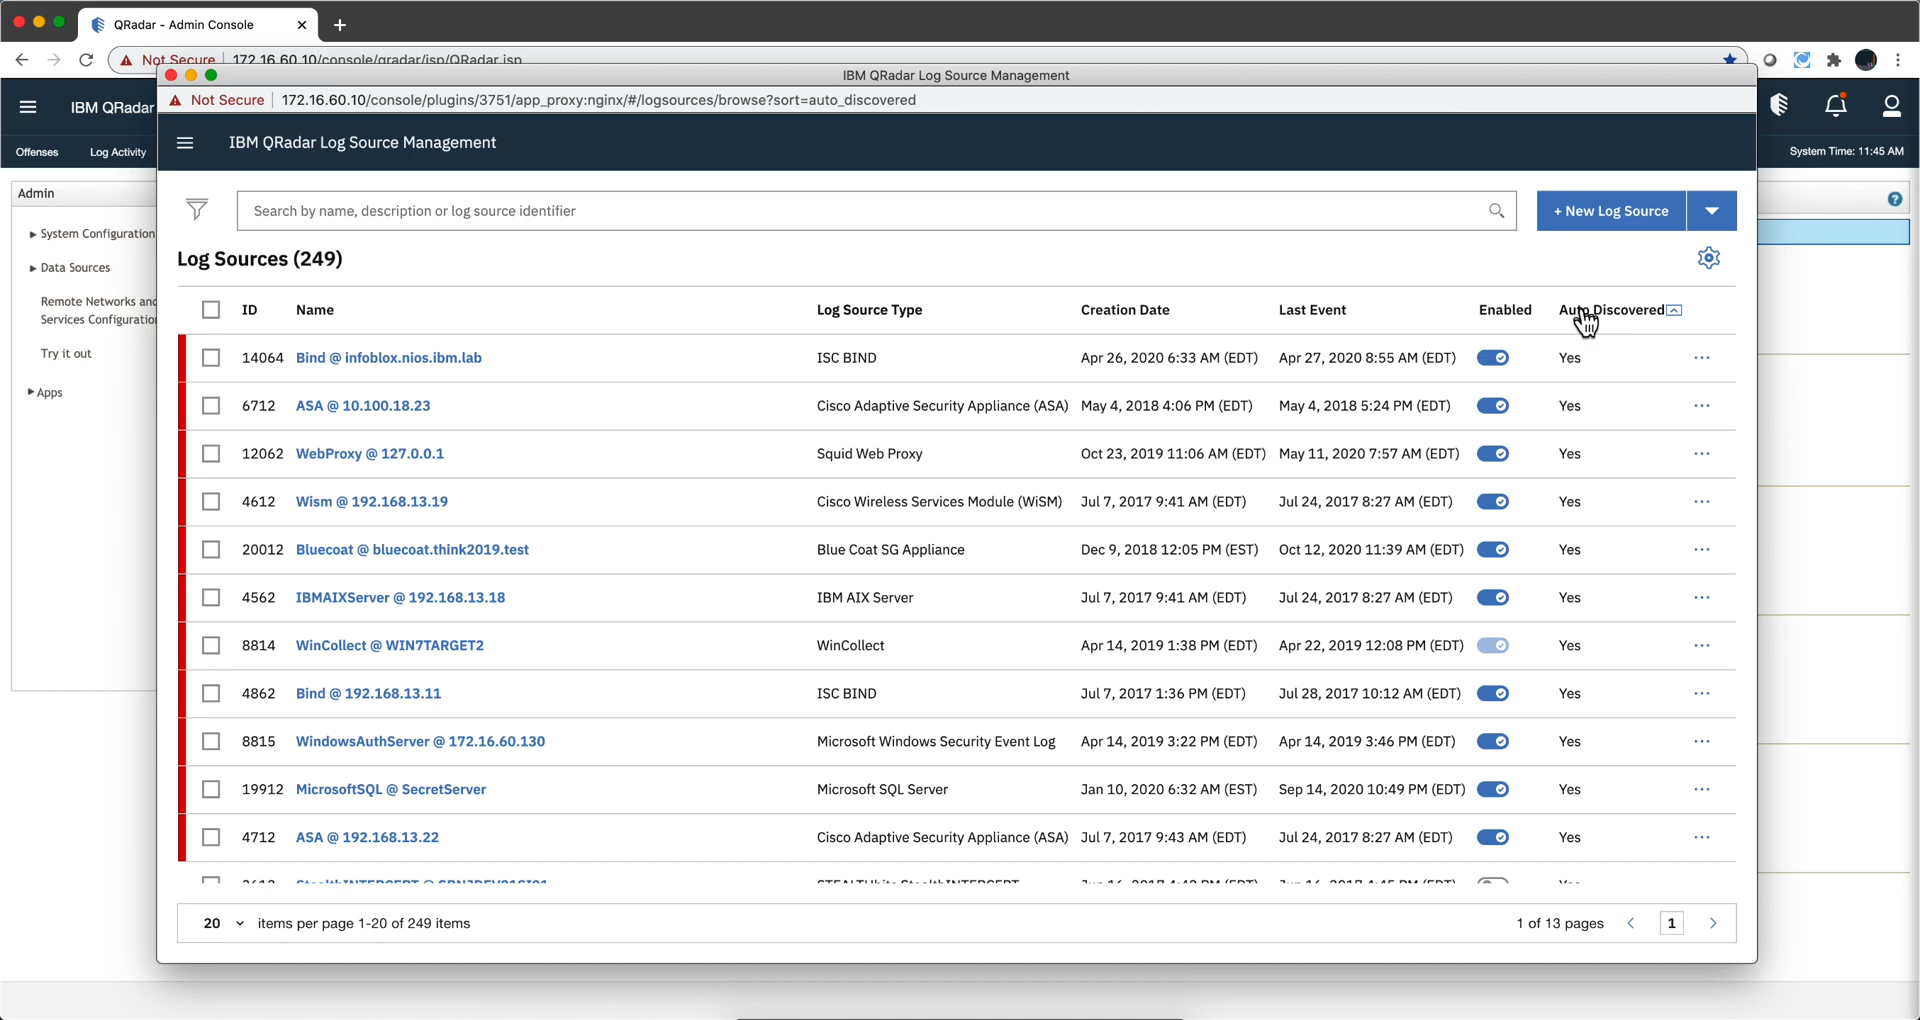 QRadar - Admin Console
Not Secure 172.16.60.10/console/qradar/jsp/QRadar.jsp
IBM QRadar Log Source Management
Not Secure 172.16.60.10/console/plugins/3751/app_proxy:nginx/#/logsources/browse?sort=auto_discovered
IBM QRadar
IBM QRadar Log Source Management
Offenses Log Activity
System Time: 11:45 AM
Admin
System Configuration
Data Sources
Remote Networks and
Services Configuration
Try it out
Apps
Search by name, description or log source identifier
+ New Log Source
Log Sources (249)
ID Name Log Source Type Creation Date Last Event Enabled Auto Discovered
14064 Bind @ infoblox.nios.ibm.lab ISC BIND Apr 26, 2020 6:33 AM (EDT) Apr 27, 2020 8:55 AM (EDT) Yes
6712 ASA @ 10.100.18.23 Cisco Adaptive Security Appliance (ASA) May 4, 2018 4:06 PM (EDT) May 4, 2018 5:24 PM (EDT) Yes
12062 WebProxy @ 127.0.0.1 Squid Web Proxy Oct 23, 2019 11:06 AM (EDT) May 11, 2020 7:57 AM (EDT) Yes
4612 Wism @ 192.168.13.19 Cisco Wireless Services Module (WiSM) Jul 7, 2017 9:41 AM (EDT) Jul 24, 2017 8:27 AM (EDT) Yes
20012 Bluecoat @ bluecoat.think2019.test Blue Coat SG Appliance Dec 9, 2018 12:05 PM (EST) Oct 12, 2020 11:39 AM (EDT) Yes
4562 IBMAIXServer @ 192.168.13.18 IBM AIX Server Jul 7, 2017 9:41 AM (EDT) Jul 24, 2017 8:27 AM (EDT) Yes
8814 WinCollect @ WIN7TARGET2 WinCollect Apr 14, 2019 1:38 PM (EDT) Apr 22, 2019 12:08 PM (EDT) Yes
4862 Bind @ 192.168.13.11 ISC BIND Jul 7, 2017 1:36 PM (EDT) Jul 28, 2017 10:12 AM (EDT) Yes
8815 WindowsAuthServer @ 172.16.60.130 Microsoft Windows Security Event Log Apr 14, 2019 3:22 PM (EDT) Apr 14, 2019 3:46 PM (EDT) Yes
19912 MicrosoftSQL @ SecretServer Microsoft SQL Server Jan 10, 2020 6:32 AM (EST) Sep 14, 2020 10:49 PM (EDT) Yes
4712 ASA @ 192.168.13.22 Cisco Adaptive Security Appliance (ASA) Jul 7, 2017 9:43 AM (EDT) Jul 24, 2017 8:27 AM (EDT) Yes
20 items per page 1-20 of 249 items
1 of 13 pages 1